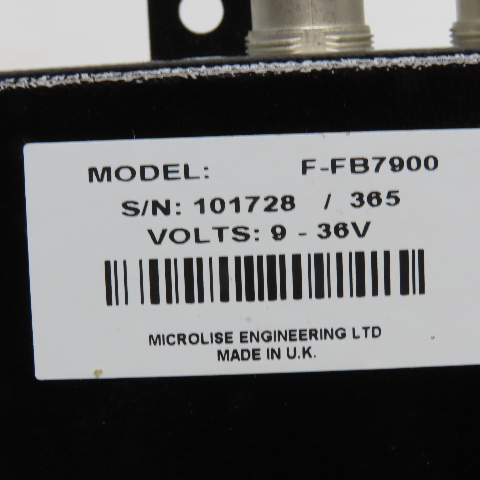 MODEL: F-FB7900
S/N: 101728 / 365
VOLTS: 9 - 36V
MICROLISE ENGINEERING LTD
MADE IN U.K.